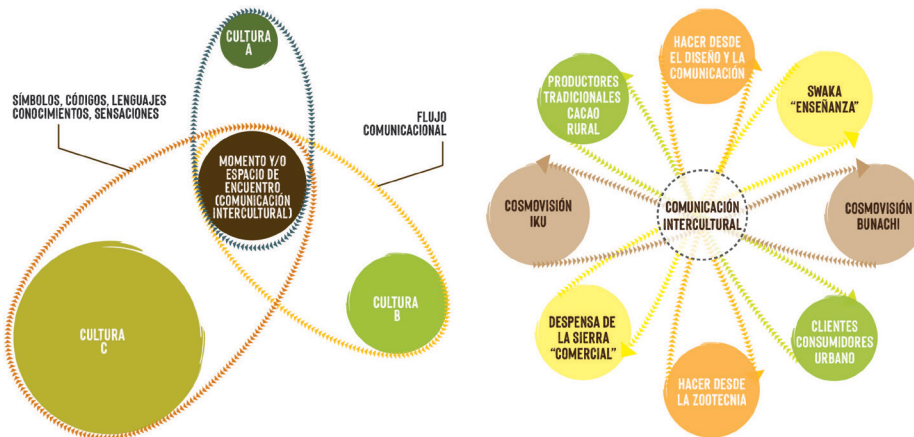 CULTURA
A
SÍMBOLOS, CÓDIGOS, LENGUAJES
CONOCIMIENTOS, SENSACIONES
FLUJO
COMUNICACIONAL
MOMENTO Y/O
ESPACIO DE
ENCUENTRO
(COMUNICACIÓN
INTERCULTURAL)
CULTURA
B
CULTURA
C
HACER DESDE
EL DISEÑO Y LA
COMUNICACIÓN
PRODUCTORES
TRADICIONALES
CACAO
RURAL
SWAKA
“ENSEÑANZA”
COSMOVISIÓN
IKU
COMUNICACIÓN
INTERCULTURAL
COSMOVISIÓN
BUNACHI
DESPENSA DE
LA SIERRA
“COMERCIAL”
CLIENTES
CONSUMIDORES
URBANO
HACER DESDE
LA ZOOTECNIA